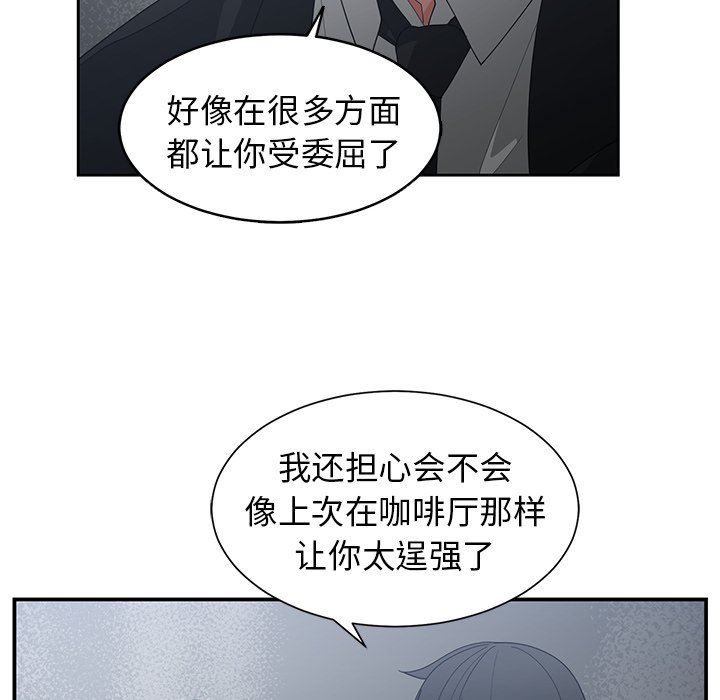 好像在很多方面
都让你受委屈了
我还担心会不会
像上次在咖啡厅那样
让你太逞强了